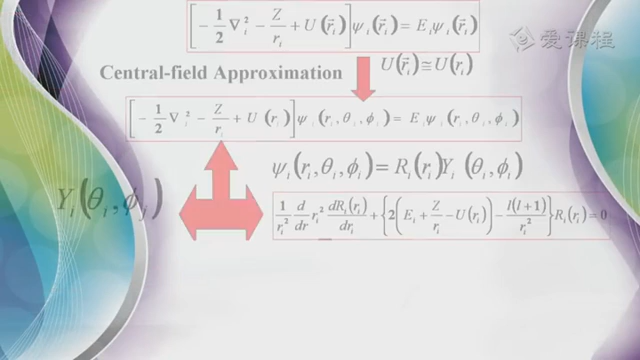 [-1/2 ∇ᵢ² - Z/rᵢ + U(r⃗ᵢ)]ψᵢ(r⃗ᵢ) = Eᵢψᵢ(r⃗ᵢ)
爱课程
Central-field Approximation U(r⃗ᵢ) ≅ U(rᵢ)
[-1/2 ∇ᵢ² - Z/rᵢ + U(rᵢ)]ψᵢ(rᵢ, θᵢ, ϕᵢ) = Eᵢψᵢ(rᵢ, θᵢ, ϕᵢ)
ψᵢ(rᵢ, θᵢ, ϕᵢ) = Rᵢ(rᵢ)Yᵢ(θᵢ, ϕᵢ)
Yᵢ(θᵢ, ϕⱼ)
1/rᵢ² d/dr rᵢ² dRᵢ(rᵢ)/drᵢ + {2(Eᵢ + Z/rᵢ - U(rᵢ)) - l(l+1)/rᵢ²}Rᵢ(rᵢ) = 0